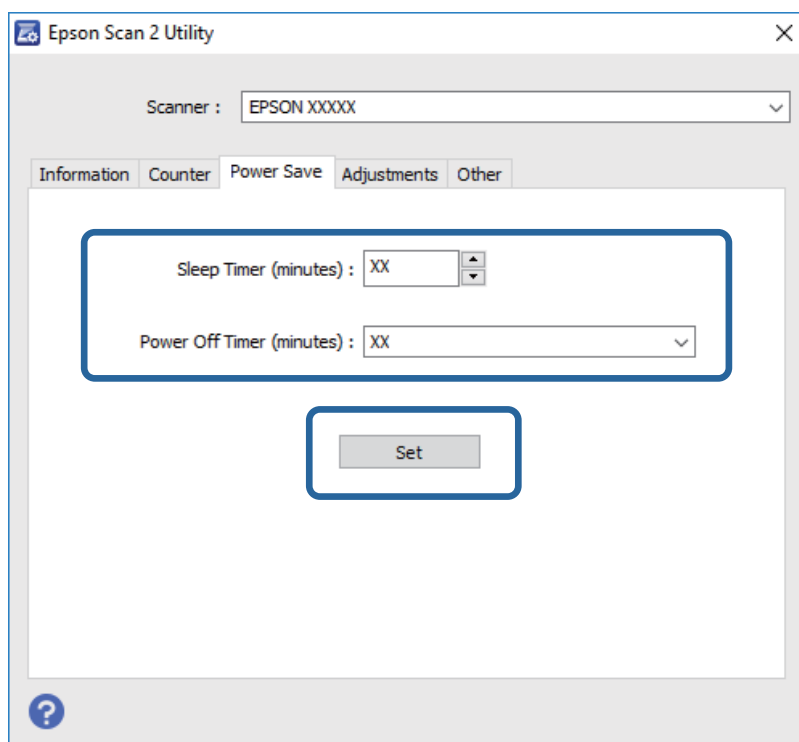 Epson Scan 2 Utility
Scanner : EPSON XXXXX
Information Counter Power Save Adjustments Other
Sleep Timer (minutes) : XX
Power Off Timer (minutes) : XX
Set
?